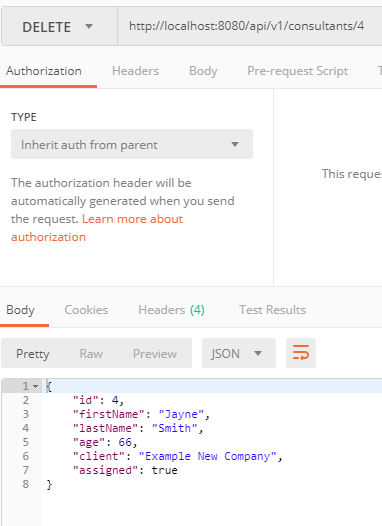 DELETE http://localhost:8080/api/v1/consultants/4
Authorization Headers Body Pre-request Script
TYPE
Inherit auth from parent
The authorization header will be
automatically generated when you send
the request. Learn more about
authorization
This reque
Body Cookies Headers (4) Test Results
Pretty Raw Preview JSON
1 {
2 "id": 4,
3 "firstName": "Jayne",
4 "lastName": "Smith",
5 "age": 66,
6 "client": "Example New Company",
7 "assigned": true
8 }